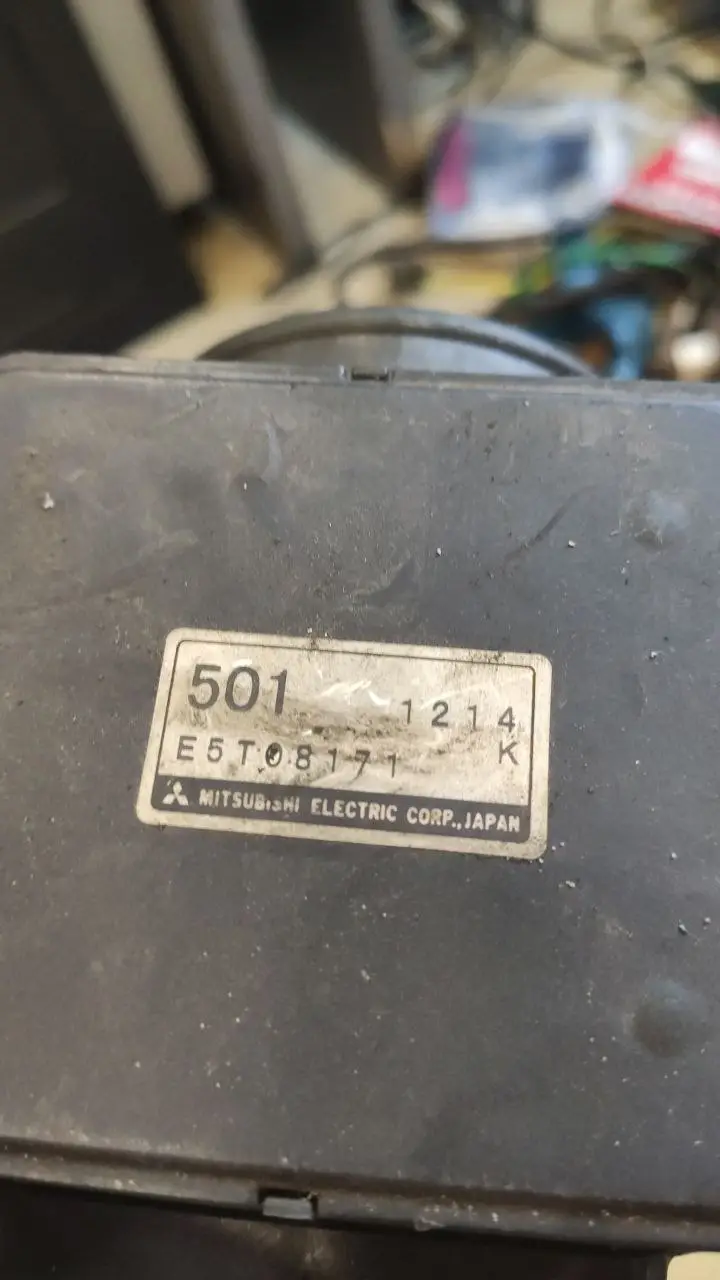 501 1214
E5T08171 K
MITSUBISHI ELECTRIC CORP., JAPAN